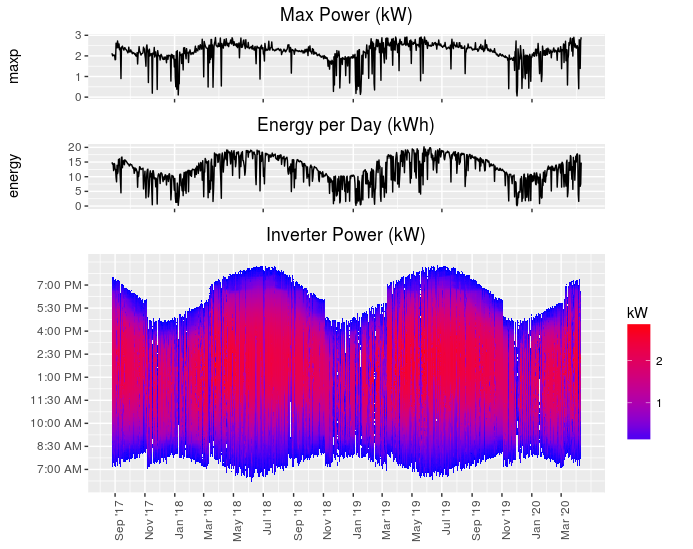 Max Power (kW)
maxp
3
2
1
0
Energy per Day (kWh)
energy
20
15
10
5
0
Inverter Power (kW)
7:00 PM
5:30 PM
4:00 PM
2:30 PM
1:00 PM
11:30 AM
10:00 AM
8:30 AM
7:00 AM
kW
2
1
Sep '17
Nov '17
Jan '18
Mar '18
May '18
Jul '18
Sep '18
Nov '18
Jan '19
Mar '19
May '19
Jul '19
Sep '19
Nov '19
Jan '20
Mar '20